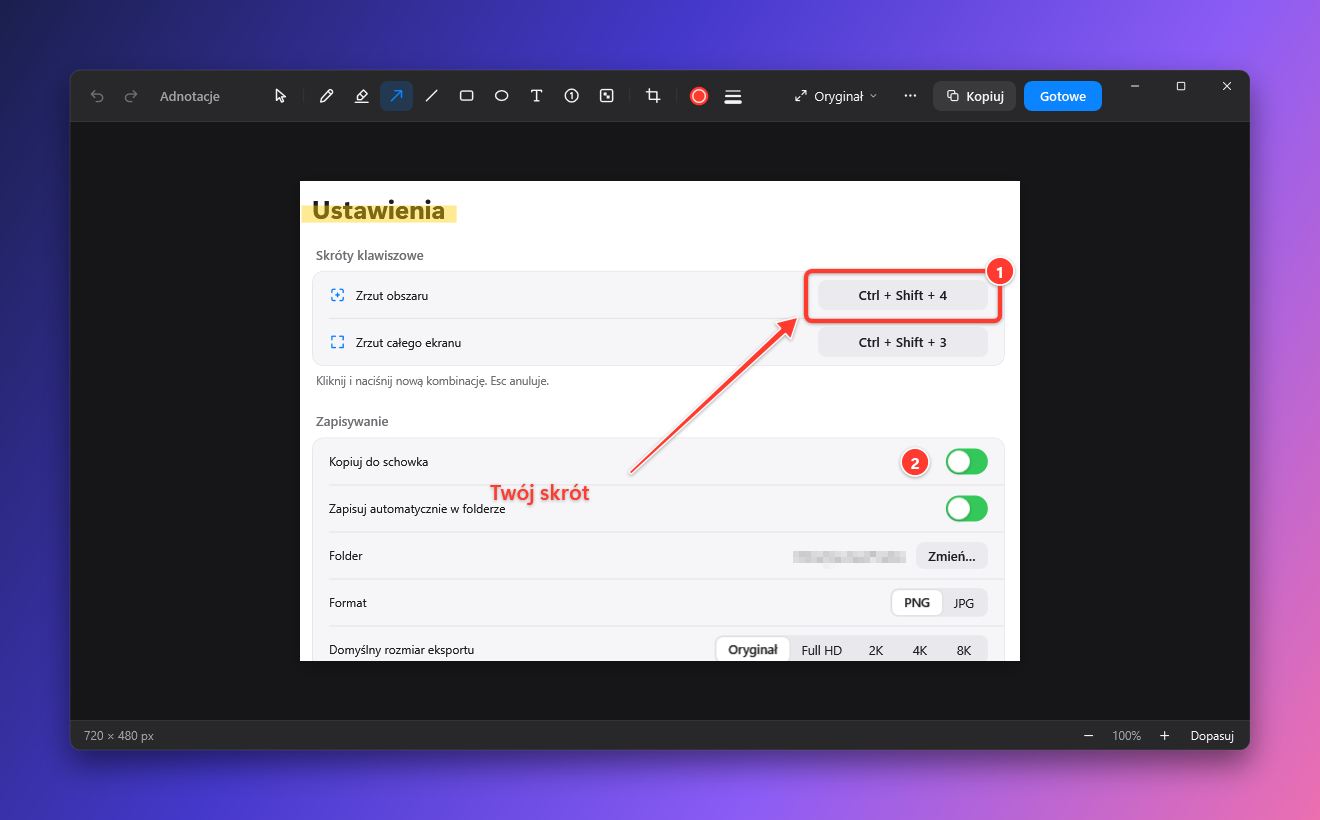 Adnotacje
Oryginał
Kopiuj
Gotowe
Ustawienia
Skróty klawiszowe
Zrzut obszaru
Ctrl + Shift + 4
1
Zrzut całego ekranu
Ctrl + Shift + 3
Kliknij i naciśnij nową kombinację. Esc anuluje.
Zapisywanie
Kopiuj do schowka
2
Twój skrót
Zapisuj automatycznie w folderze
Folder
Zmień...
Format
PNG JPG
Domyślny rozmiar eksportu
Oryginał Full HD 2K 4K 8K
720 × 480 px
100%
Dopasuj